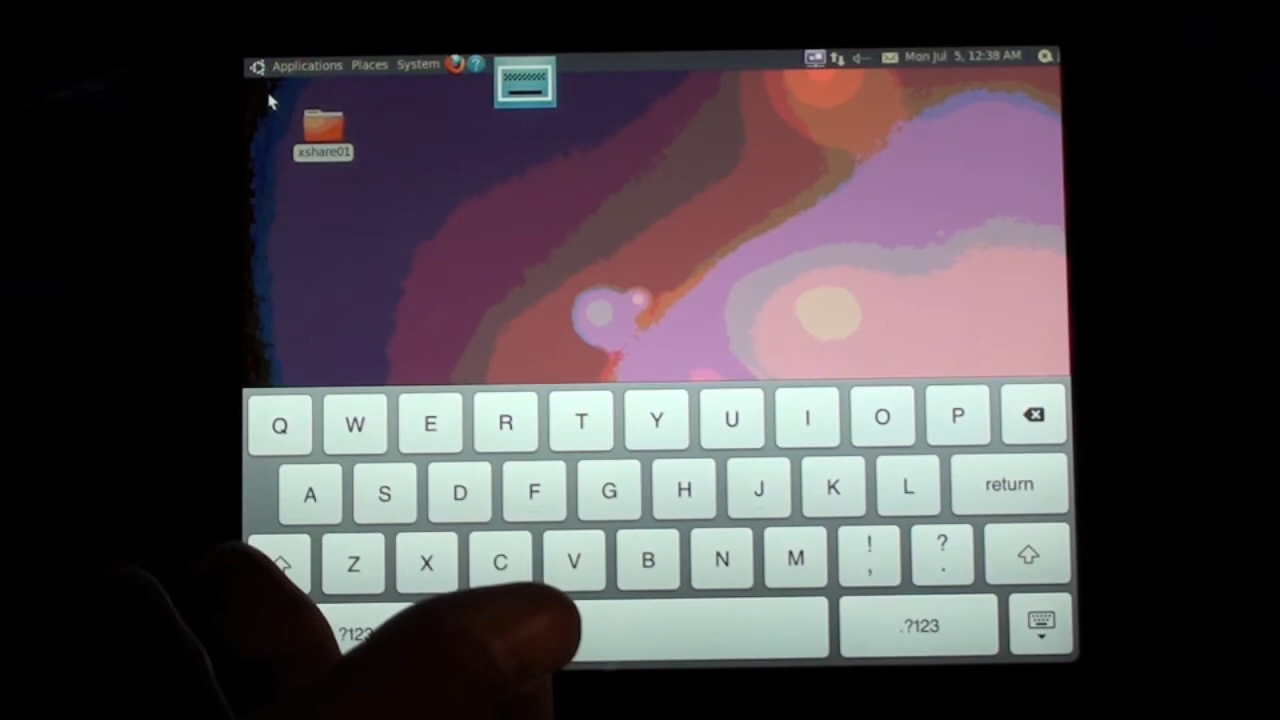 Applications Places System ? Mon Jul 5, 12:38 AM
xshare01
Q W E R T Y U I O P
A S D F G H J K L return
Z X C V B N M ! , ? .
.?123 .?123